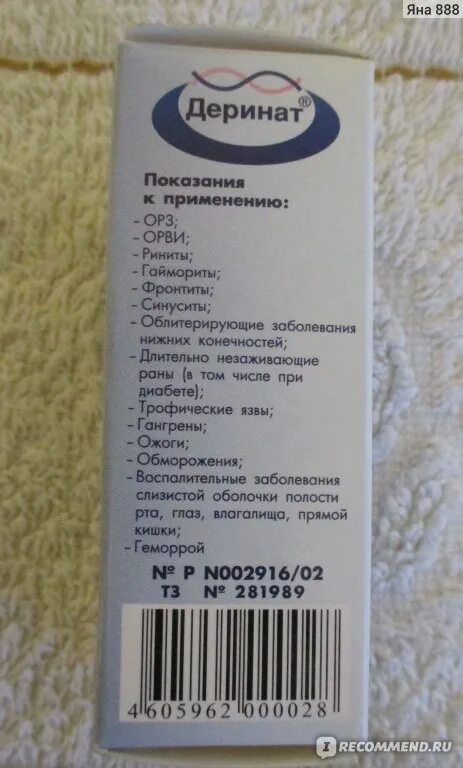 Яна 888
Деринат®
Показания
к применению:
- ОРЗ;
- ОРВИ;
- Риниты;
- Гаймориты;
- Фронтиты;
- Синуситы;
- Облитерирующие заболевания
нижних конечностей;
- Длительно незаживающие
раны (в том числе при
диабете);
- Трофические язвы;
- Гангрены;
- Ожоги;
- Обморожения;
- Воспалительные заболевания
слизистой оболочки полости
рта, глаз, влагалища, прямой
кишки;
- Геморрой
№ Р N002916/02
ТЗ № 281989
4 605962 000028
IRECOMMEND.RU